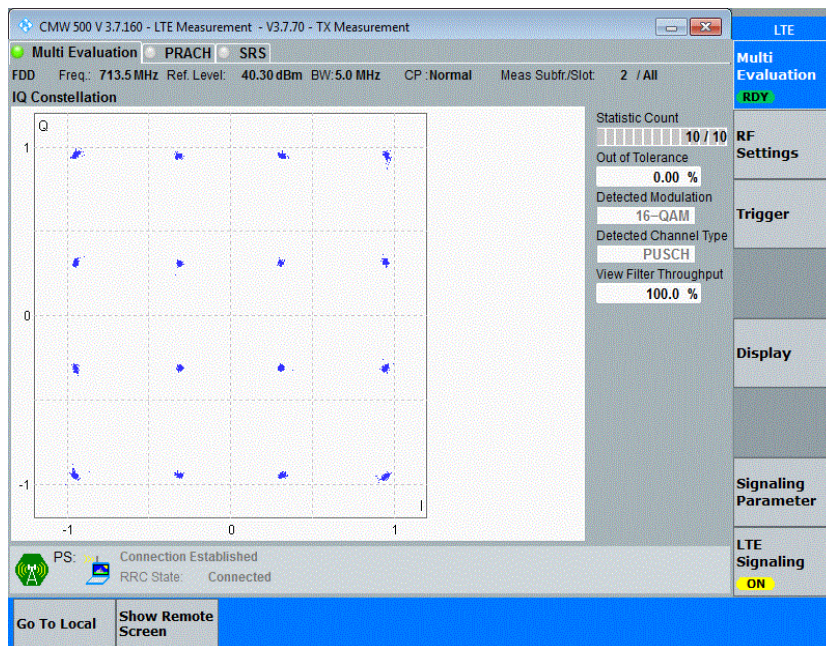 CMW 500 V 3.7.160 - LTE Measurement - V3.7.70 - TX Measurement
LTE
Multi Evaluation PRACH SRS
FDD Freq.: 713.5 MHz Ref. Level: 40.30 dBm BW: 5.0 MHz CP : Normal Meas Subfr./Slot: 2 / All
IQ Constellation
Q
1
0
-1
I
-1 0 1
Statistic Count
10 / 10
Out of Tolerance
0.00 %
Detected Modulation
16-QAM
Detected Channel Type
PUSCH
View Filter Throughput
100.0 %
Multi
Evaluation
RDY
RF
Settings
Trigger
Display
Signaling
Parameter
LTE
Signaling
ON
PS: Connection Established
RRC State: Connected
Go To Local
Show Remote
Screen